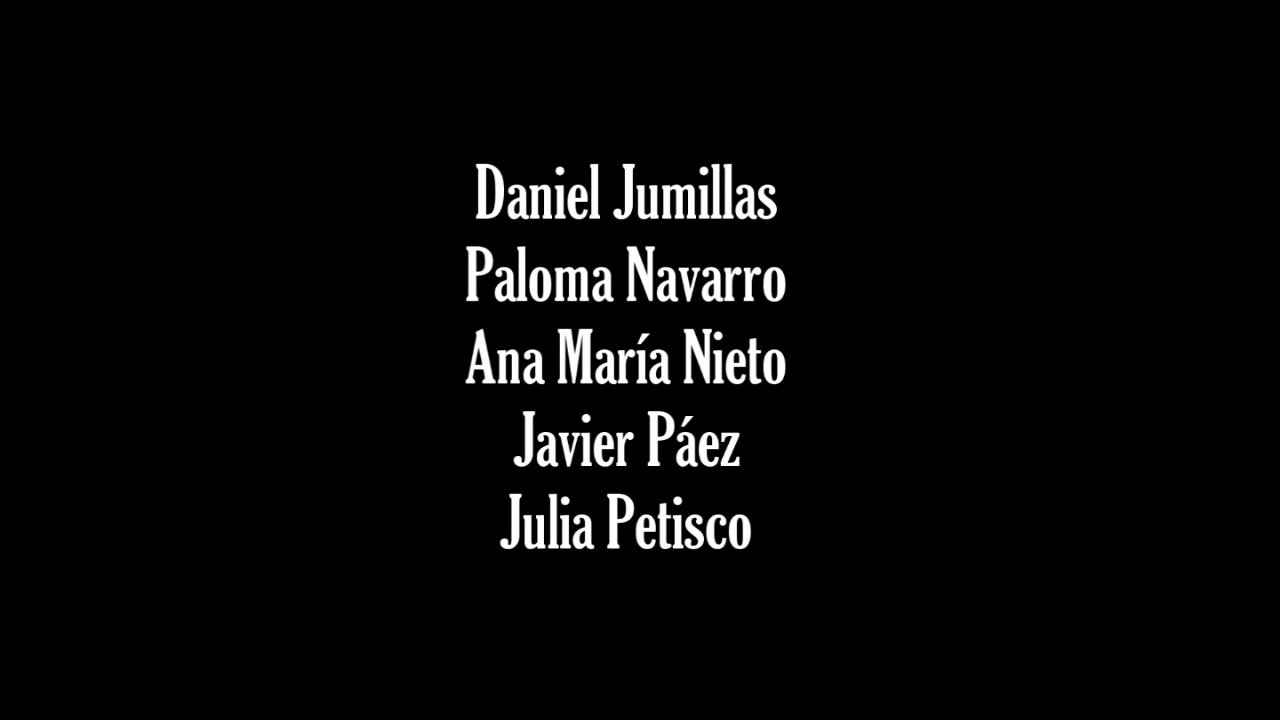 Daniel Jumillas
Paloma Navarro
Ana María Nieto
Javier Páez
Julia Petisco